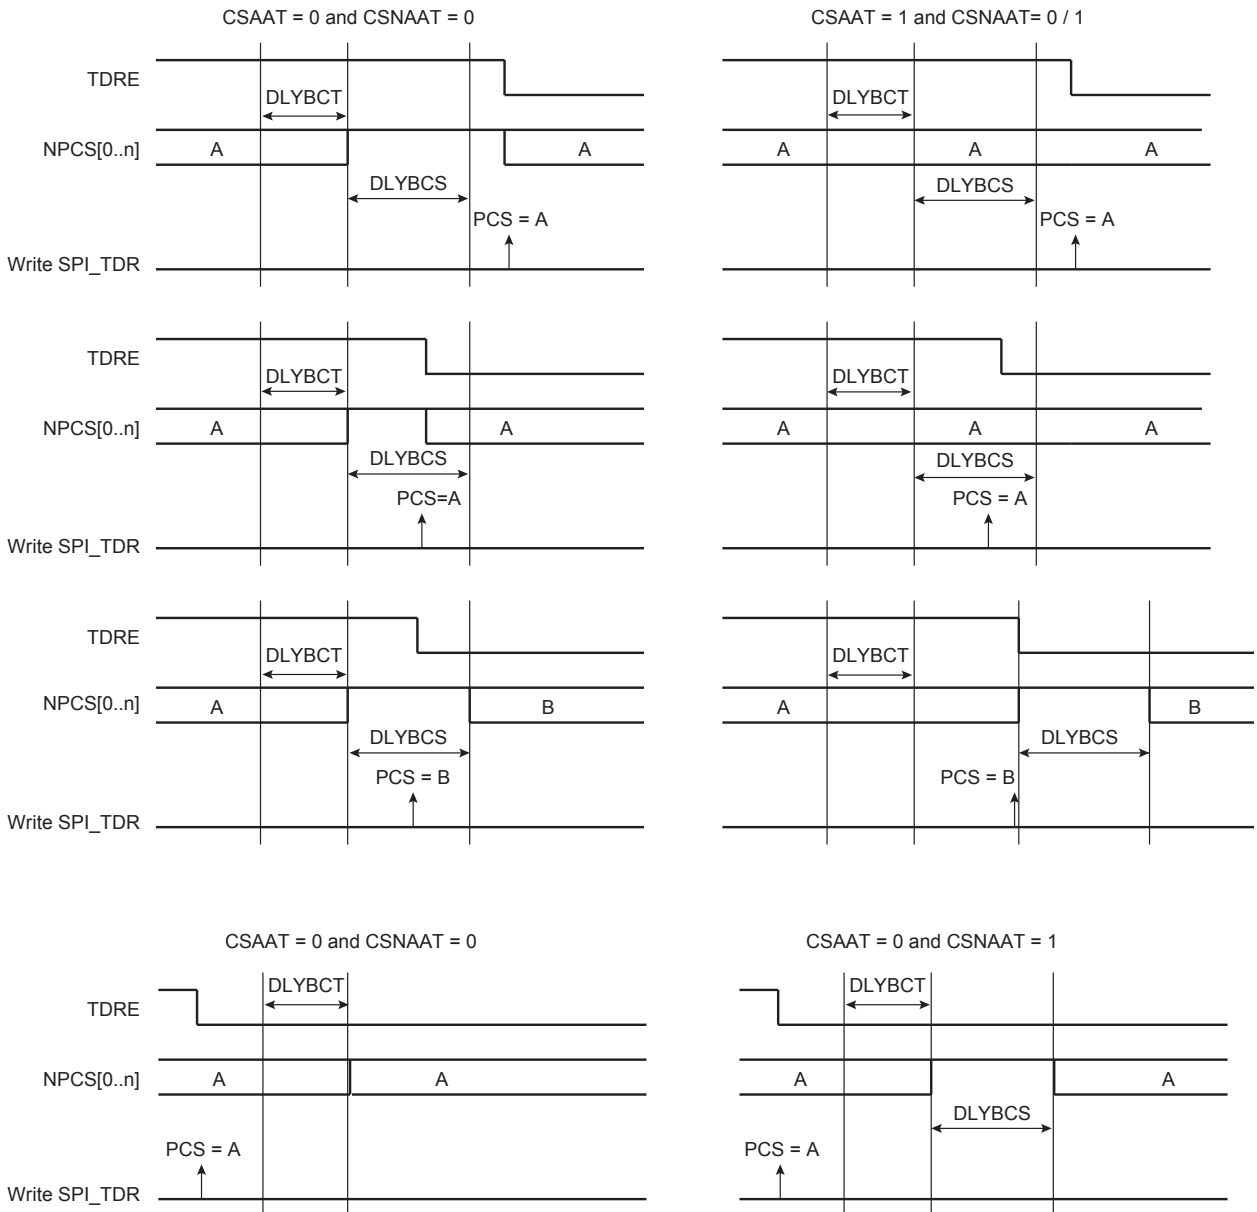 CSAAT = 0 and CSNAAT = 0
CSAAT = 1 and CSNAAT= 0 / 1
TDRE
DLYBCT
DLYBCT
NPCS[0..n]
A
A
A
A
A
DLYBCS
DLYBCS
PCS = A
PCS = A
Write SPI_TDR
TDRE
DLYBCT
DLYBCT
NPCS[0..n]
A
A
A
A
A
DLYBCS
DLYBCS
PCS=A
PCS = A
Write SPI_TDR
TDRE
DLYBCT
DLYBCT
NPCS[0..n]
A
B
A
B
DLYBCS
DLYBCS
PCS = B
PCS = B
Write SPI_TDR
CSAAT = 0 and CSNAAT = 0
CSAAT = 0 and CSNAAT = 1
DLYBCT
DLYBCT
TDRE
NPCS[0..n]
A
A
A
A
DLYBCS
PCS = A
PCS = A
Write SPI_TDR